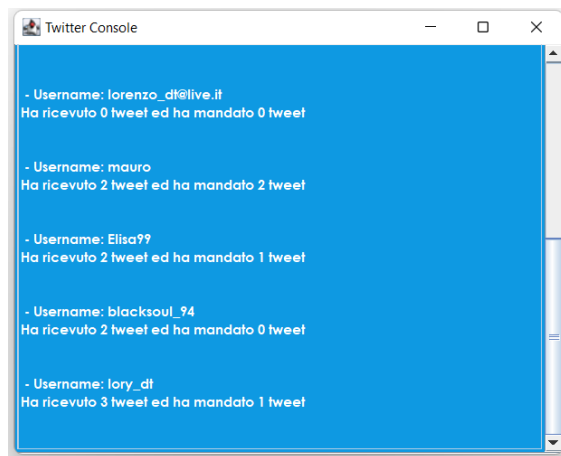 Twitter Console
- Username: lorenzo_dt@live.it
Ha ricevuto 0 tweet ed ha mandato 0 tweet
- Username: mauro
Ha ricevuto 2 tweet ed ha mandato 2 tweet
- Username: Elisa99
Ha ricevuto 2 tweet ed ha mandato 1 tweet
- Username: blacksoul_94
Ha ricevuto 2 tweet ed ha mandato 0 tweet
- Username: lory_dt
Ha ricevuto 3 tweet ed ha mandato 1 tweet